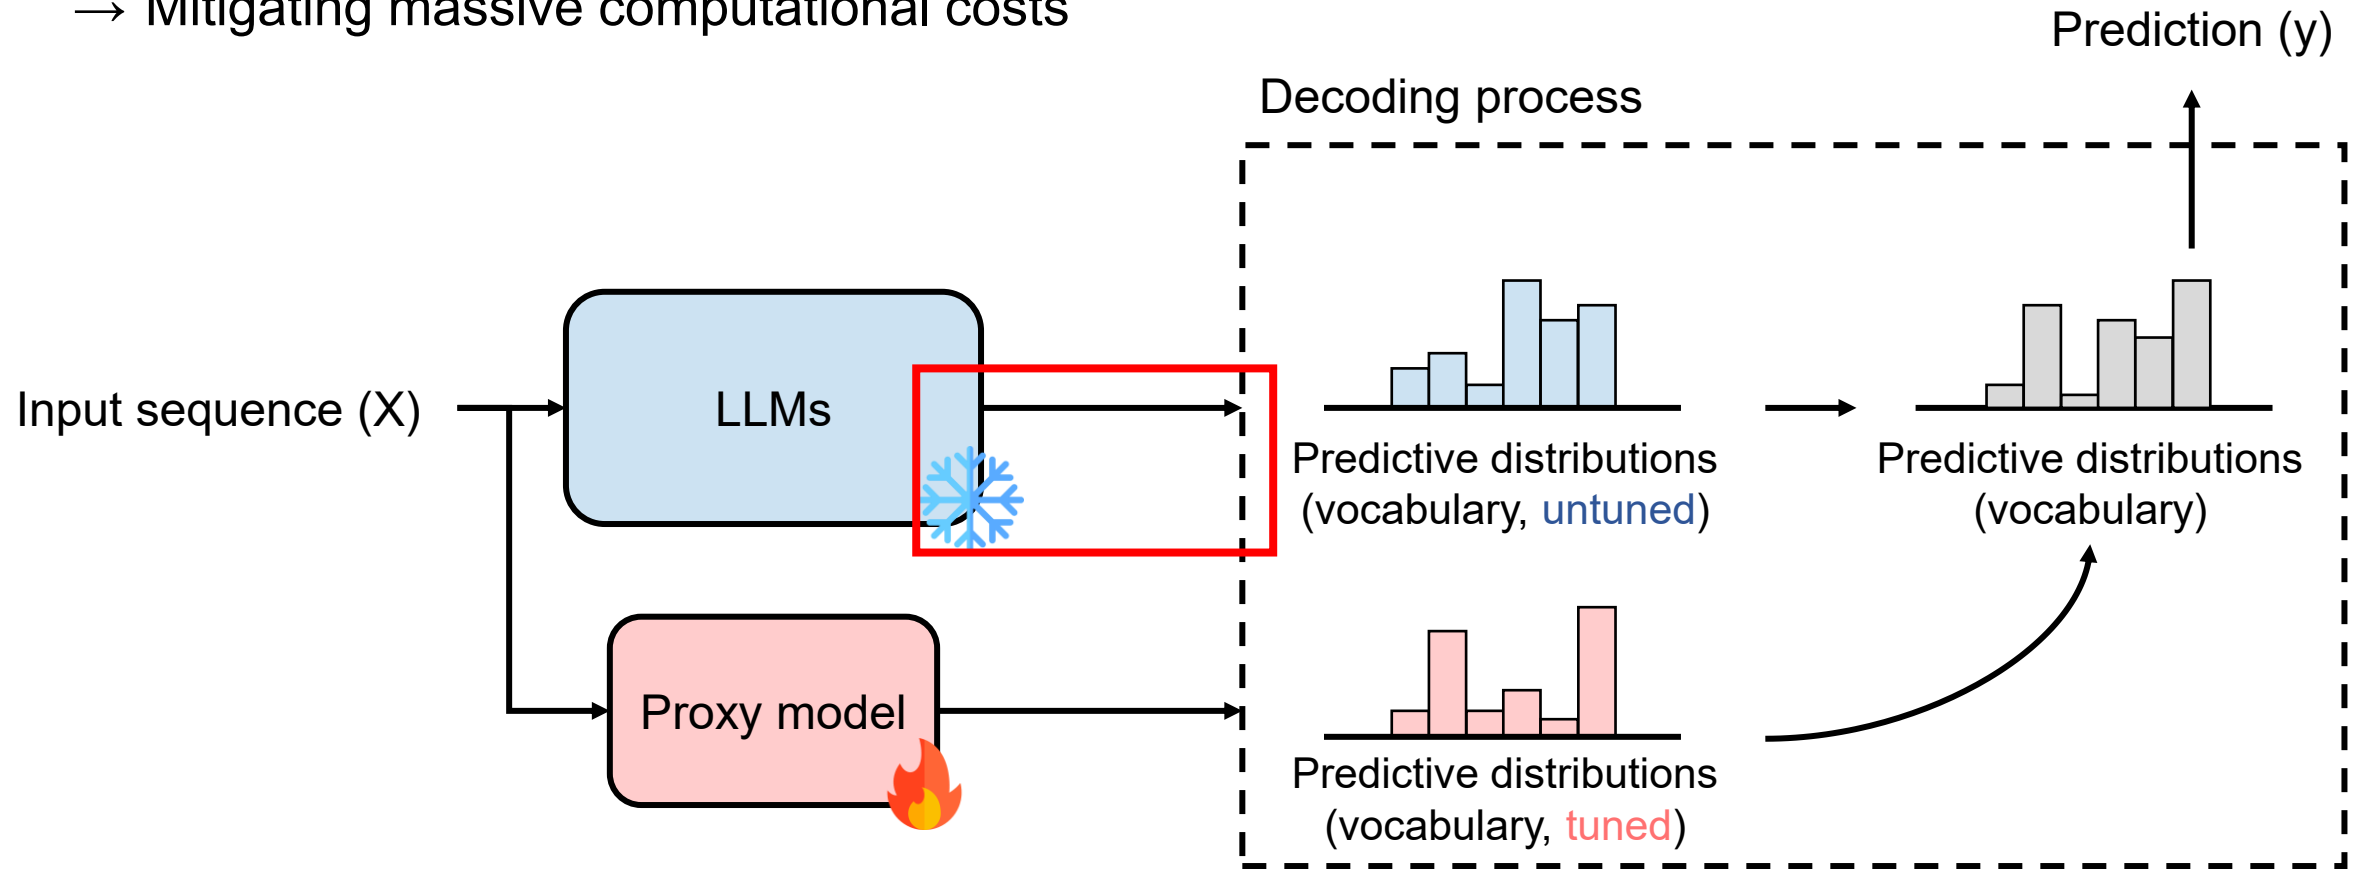 → Mitigating massive computational costs
Prediction (y)
Decoding process
Input sequence (X)
LLMs
Predictive distributions
(vocabulary, untuned)
Predictive distributions
(vocabulary)
Proxy model
Predictive distributions
(vocabulary, tuned)